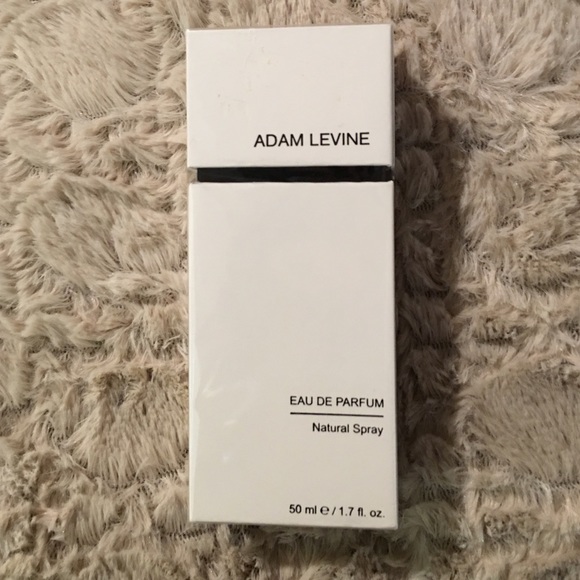 ADAM LEVINE
EAU DE PARFUM
Natural Spray
50 ml ℮ / 1.7 fl. oz.